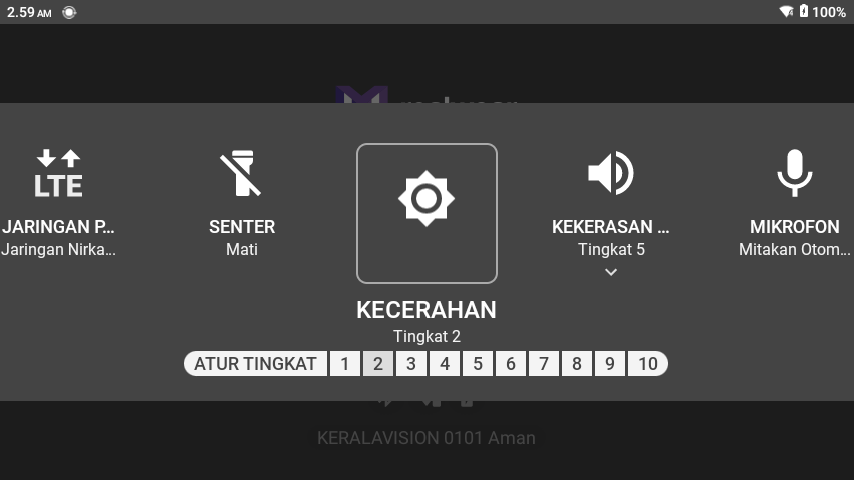 2.59 AM 100%
LTE
JARINGAN P...
Jaringan Nirka...
SENTER
Mati
KECERAHAN
Tingkat 2
KEKERASAN ...
Tingkat 5
MIKROFON
Mitakan Otom...
ATUR TINGKAT 1 2 3 4 5 6 7 8 9 10
KERALAVISION 0101 Aman